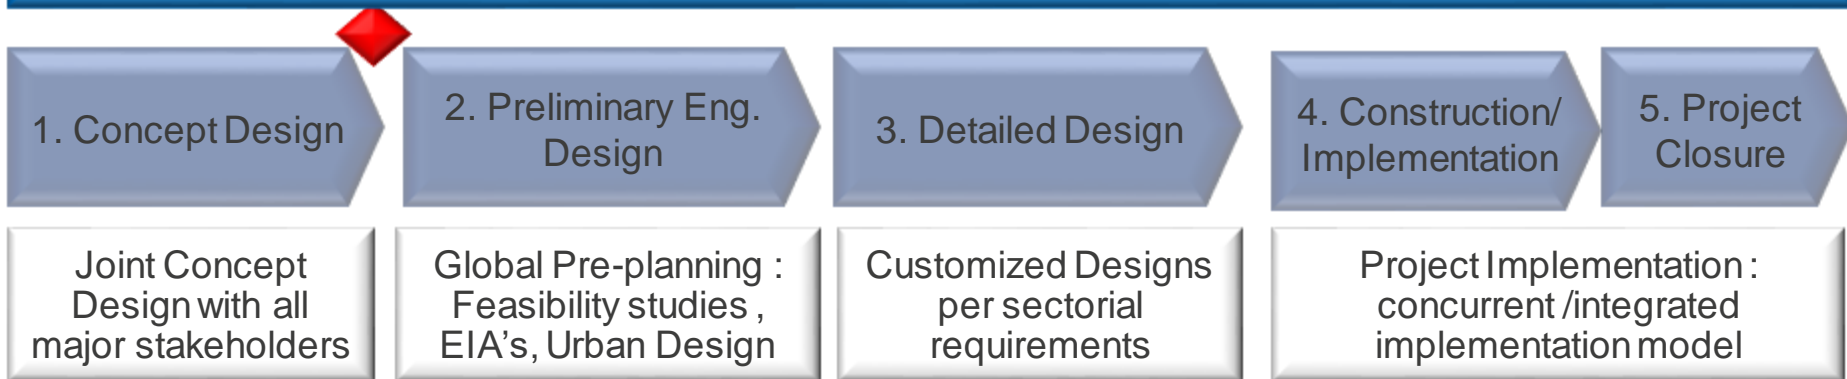 1. Concept Design
2. Preliminary Eng.
Design
3. Detailed Design
4. Construction/
Implementation
5. Project
Closure
Joint Concept
Design with all
major stakeholders
Global Pre-planning :
Feasibility studies ,
EIA's, Urban Design
Customized Designs
per sectorial
requirements
Project Implementation :
concurrent /integrated
implementation model